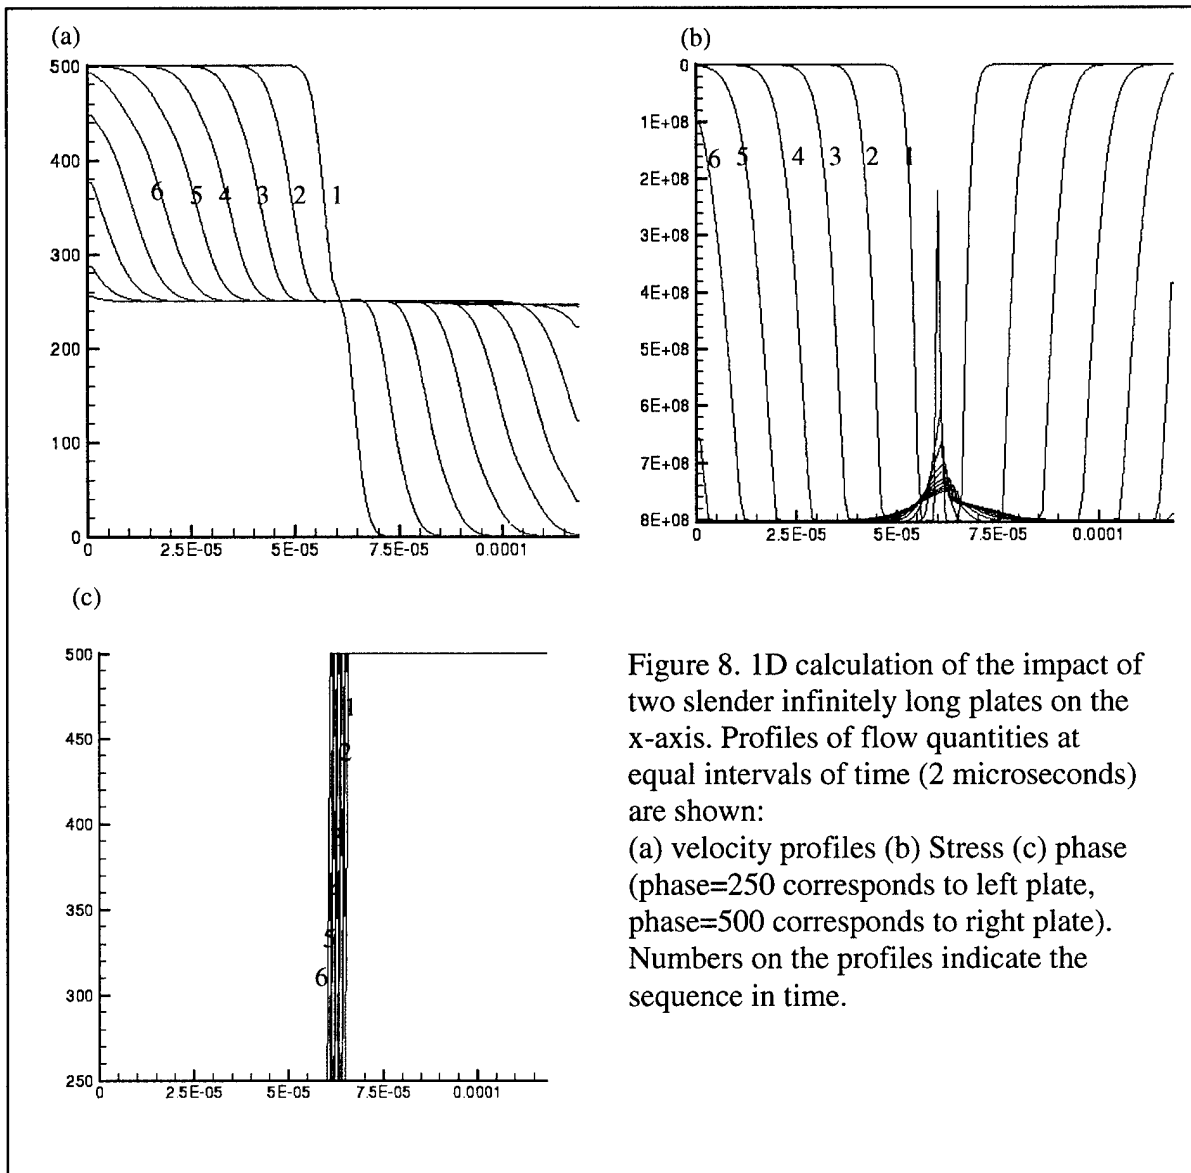 (a)
500
400
300
200
100
0
6
5
4
3
2
1
0
2.5E-05
5E-05
7.5E-05
0.0001
(b)
0
1E+08
2E+08
3E+08
4E+08
5E+08
6E+08
7E+08
8E+08
6
5
4
3
2
1
0
2.5E-05
5E-05
7.5E-05
0.0001
(c)
500
450
400
350
300
250
1
2
5
6
0
2.5E-05
5E-05
7.5E-05
0.0001
Figure 8. 1D calculation of the impact of
two slender infinitely long plates on the
x-axis. Profiles of flow quantities at
equal intervals of time (2 microseconds)
are shown:
(a) velocity profiles (b) Stress (c) phase
(phase=250 corresponds to left plate,
phase=500 corresponds to right plate).
Numbers on the profiles indicate the
sequence in time.